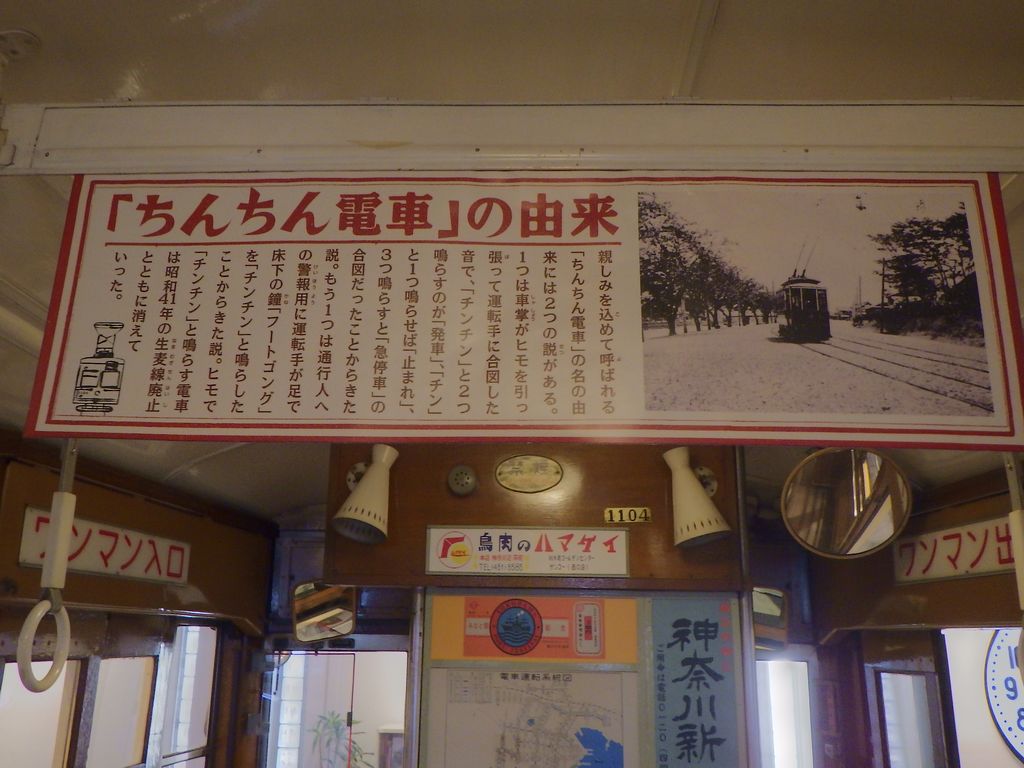 「ちんちん電車」の由来
親しみを込めて呼ばれる
「ちんちん電車」の名の由
来には2つの説がある。
1つは車掌がヒモを引っ
張って運転手に合図した
音で、「チンチン」と2つ
鳴らすのが「発車」、「チン」
と1つ鳴らせば「止まれ」、
3つ鳴らすと「急停車」の
合図だったことからきた
説。もう1つは通行人へ
の警報用に運転手が足で
床下の鐘「フートゴング」
を「チンチン」と鳴らした
ことからきた説。ヒモで
「チンチン」と鳴らす電車
は昭和41年の生麦線廃止
とともに消えて
いった。
ワンマン入口
1104
鳥肉のハマケイ
ワンマン出
電車運転系統図
神奈川新
10
9
8